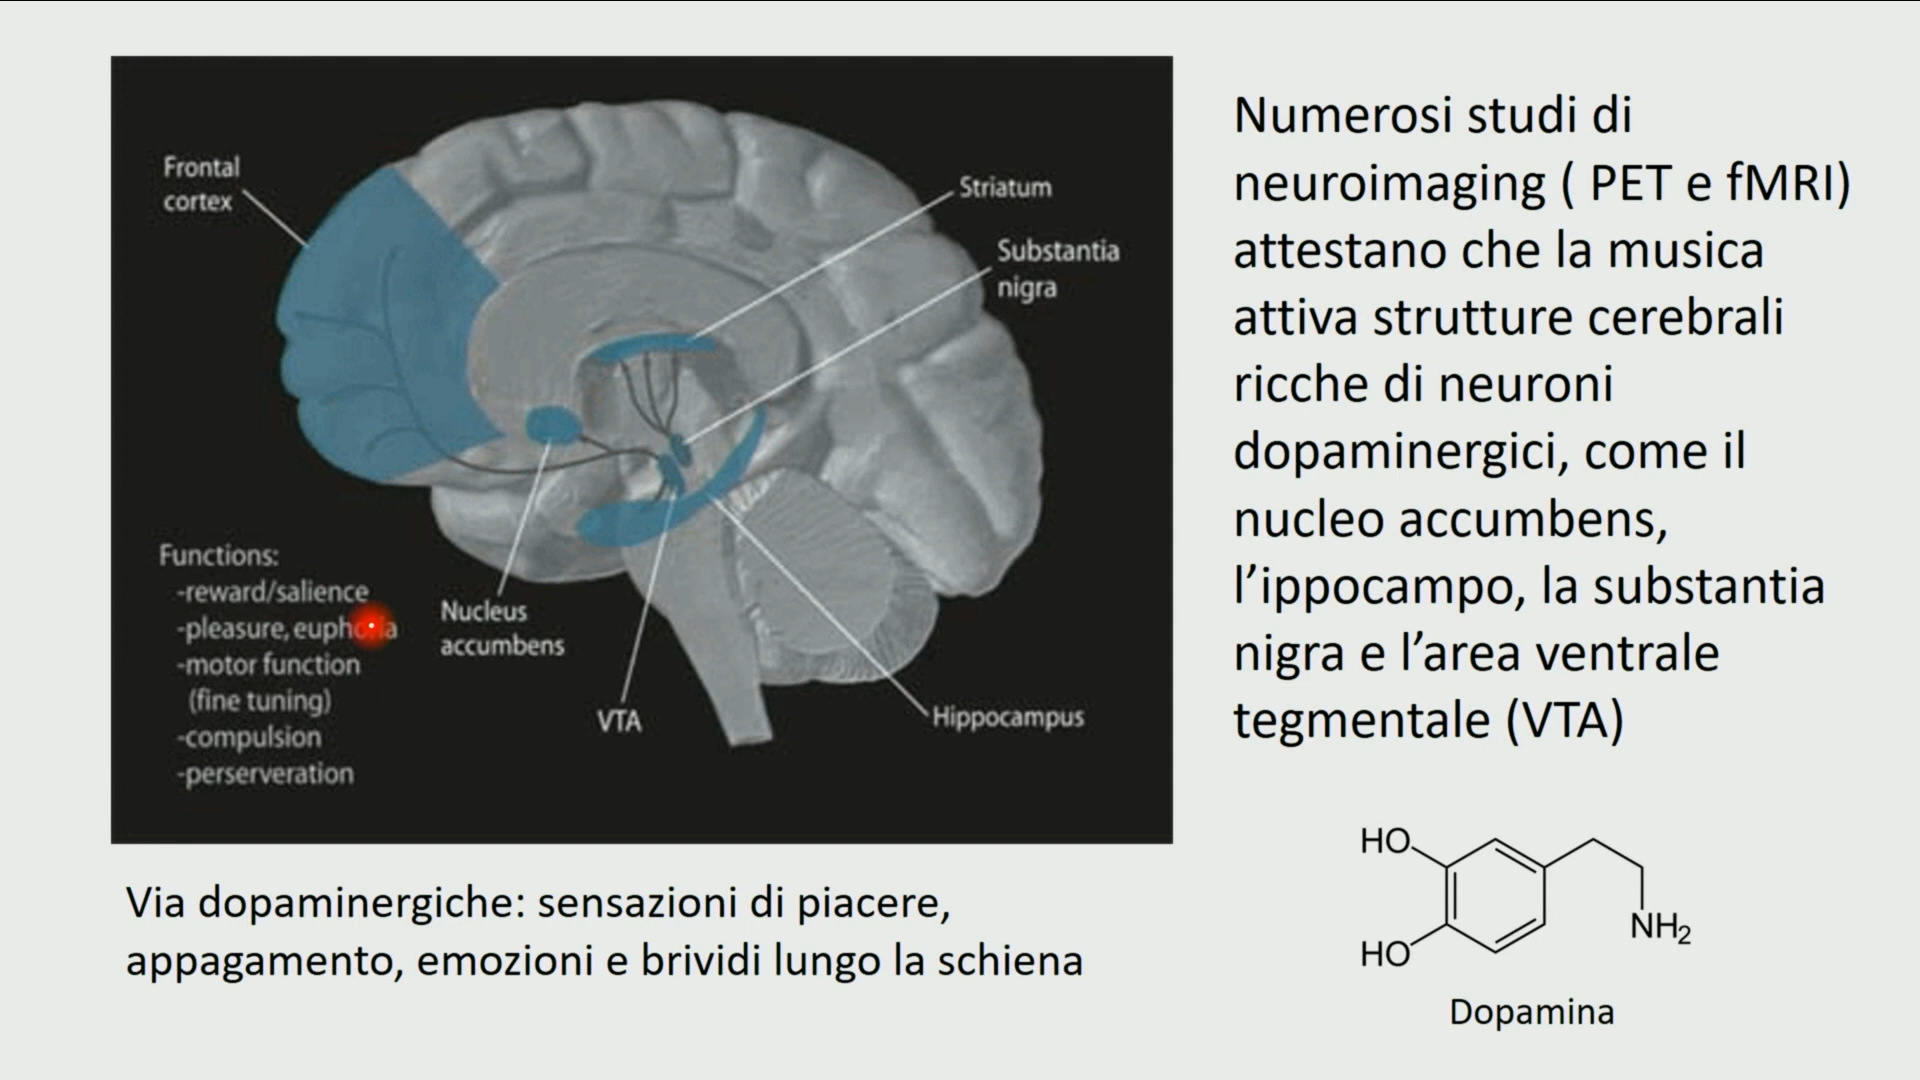 Frontal
cortex
Striatum
Substantia
nigra
Functions:
-reward/salience
-pleasure, euphoria
-motor function
(fine tuning)
-compulsion
-perserveration
Nucleus
accumbens
VTA
Hippocampus
Via dopaminergiche: sensazioni di piacere,
appagamento, emozioni e brividi lungo la schiena
Numerosi studi di
neuroimaging ( PET e fMRI)
attestano che la musica
attiva strutture cerebrali
ricche di neuroni
dopaminergici, come il
nucleo accumbens,
l’ippocampo, la substantia
nigra e l’area ventrale
tegmentale (VTA)
HO
HO
NH2
Dopamina